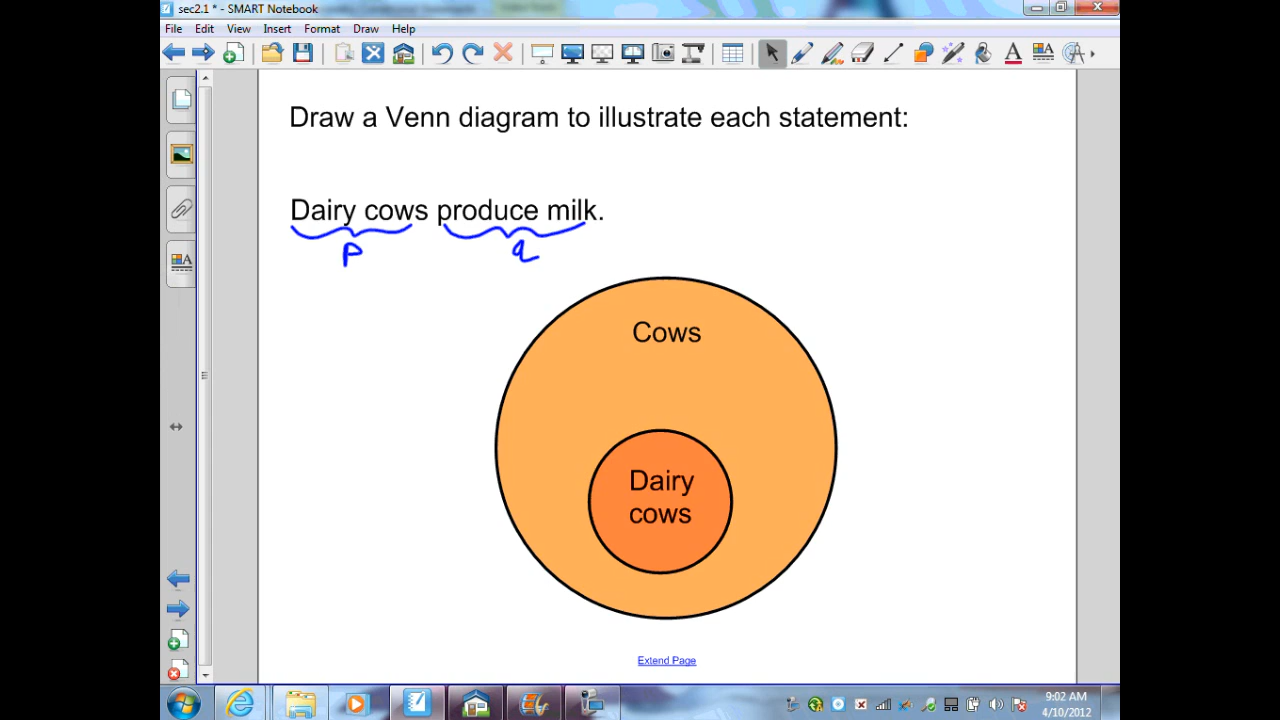 sec2.1 * - SMART Notebook
File Edit View Insert Format Draw Help
Draw a Venn diagram to illustrate each statement:
Dairy cows produce milk.
p q
Cows
Dairy
cows
Extend Page
9:02 AM
4/10/2012